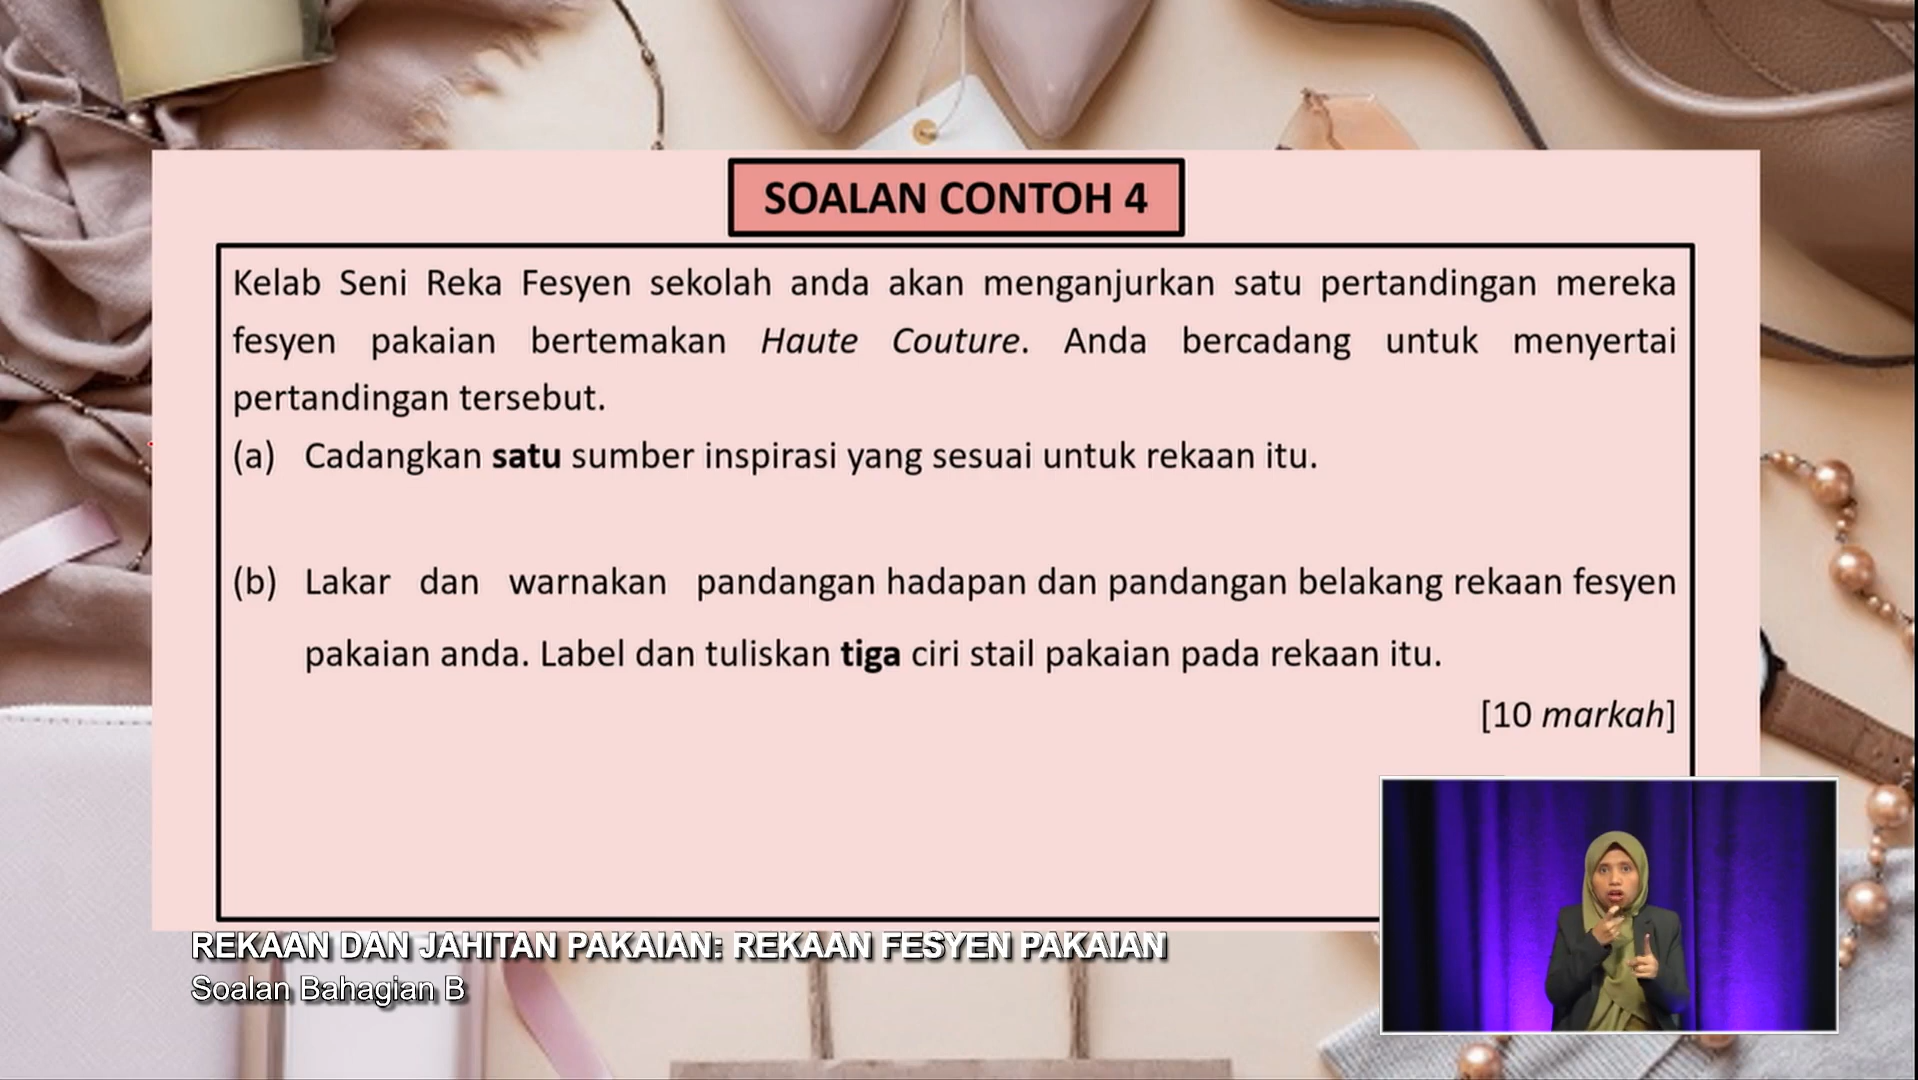 SOALAN CONTOH 4
Kelab Seni Reka Fesyen sekolah anda akan menganjurkan satu pertandingan mereka
fesyen pakaian bertemakan Haute Couture. Anda bercadang untuk menyertai
pertandingan tersebut.
(a) Cadangkan satu sumber inspirasi yang sesuai untuk rekaan itu.
(b) Lakar dan warnakan pandangan hadapan dan pandangan belakang rekaan fesyen
pakaian anda. Label dan tuliskan tiga ciri stail pakaian pada rekaan itu.
[10 markah]
REKAAN DAN JAHITAN PAKAIAN: REKAAN FESYEN PAKAIAN
Soalan Bahagian B